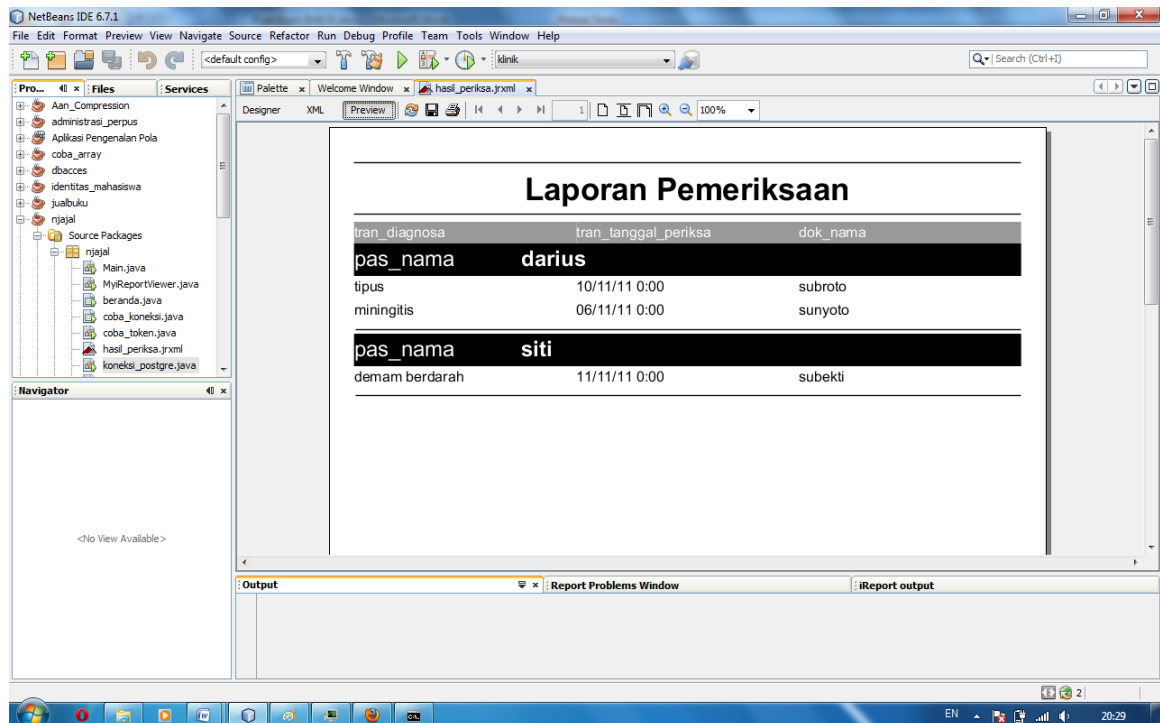 NetBeans IDE 6.7.1
File Edit Format Preview View Navigate Source Refactor Run Debug Profile Team Tools Window Help
<default config> klinik Search (Ctrl+I)
Pro... Files Services
Palette Welcome Window hasil_periksa.jrxml
Designer XML Preview 1 100%
Aan_Compression
administrasi_perpus
Aplikasi Pengenalan Pola
coba_array
dbacces
identitas_mahasiswa
jualbuku
njajal
Source Packages
njajal
Main.java
MyiReportViewer.java
beranda.java
coba_koneksi.java
coba_token.java
hasil_periksa.jrxml
koneksi_postgre.java
Navigator
<No View Available>
Laporan Pemeriksaan
tran_diagnosa tran_tanggal_periksa dok_nama
pas_nama darius
tipus 10/11/11 0:00 subroto
miningitis 06/11/11 0:00 sunyoto
pas_nama siti
demam berdarah 11/11/11 0:00 subekti
Output Report Problems Window iReport output
2
EN 20:29